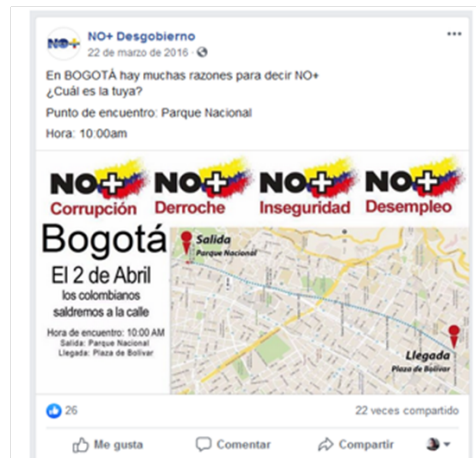 NO+ Desgobierno
22 de marzo de 2016
En BOGOTÁ hay muchas razones para decir NO+
¿Cuál es la tuya?
Punto de encuentro: Parque Nacional
Hora: 10:00am
NO+ NO+ NO+ NO+
Corrupción Derroche Inseguridad Desempleo
Bogotá
El 2 de Abril
los colombianos
saldremos a la calle
Hora de encuentro: 10:00 AM
Salida: Parque Nacional
Llegada: Plaza de Bolivar
Salida
Parque Nacional
Llegada
Plaza de Bolivar
26
22 veces compartido
Me gusta Comentar Compartir